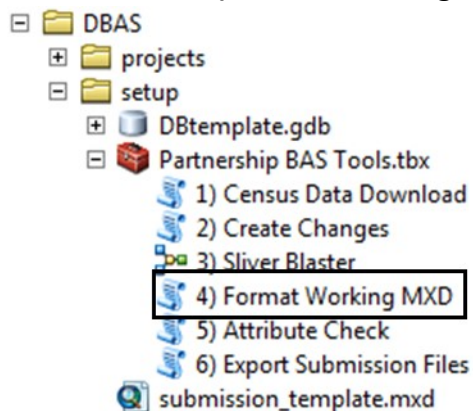 DBAS
projects
setup
DBtemplate.gdb
Partnership BAS Tools.tbx
1) Census Data Download
2) Create Changes
3) Sliver Blaster
4) Format Working MXD
5) Attribute Check
6) Export Submission Files
submission_template.mxd